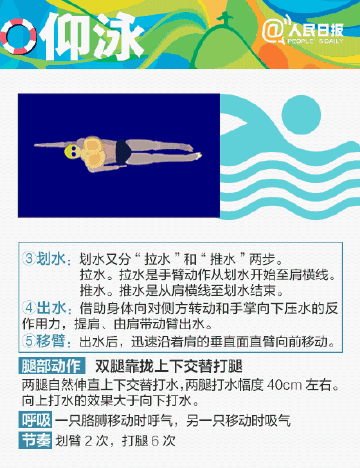 仰泳
@人民日报
PEOPLE'S DAILY
③划水：划水又分“拉水”和“推水”两步。
拉水。拉水是手臂动作从划水开始至肩横线。
推水。推水是从肩横线至划水结束。
④出水：借助身体向对侧方转动和手掌向下压水的反
作用力，提肩、由肩带动臂出水。
⑤移臂：出水后，迅速沿着肩的垂直面直臂向前移动。
腿部动作 双腿靠拢上下交替打腿
两腿自然伸直上下交替打水，两腿打水幅度 40cm 左右。
向上打水的效果大于向下打水。
呼吸 一只胳膊移动时呼气，另一只移动时吸气
节奏 划臂 2 次，打腿 6 次